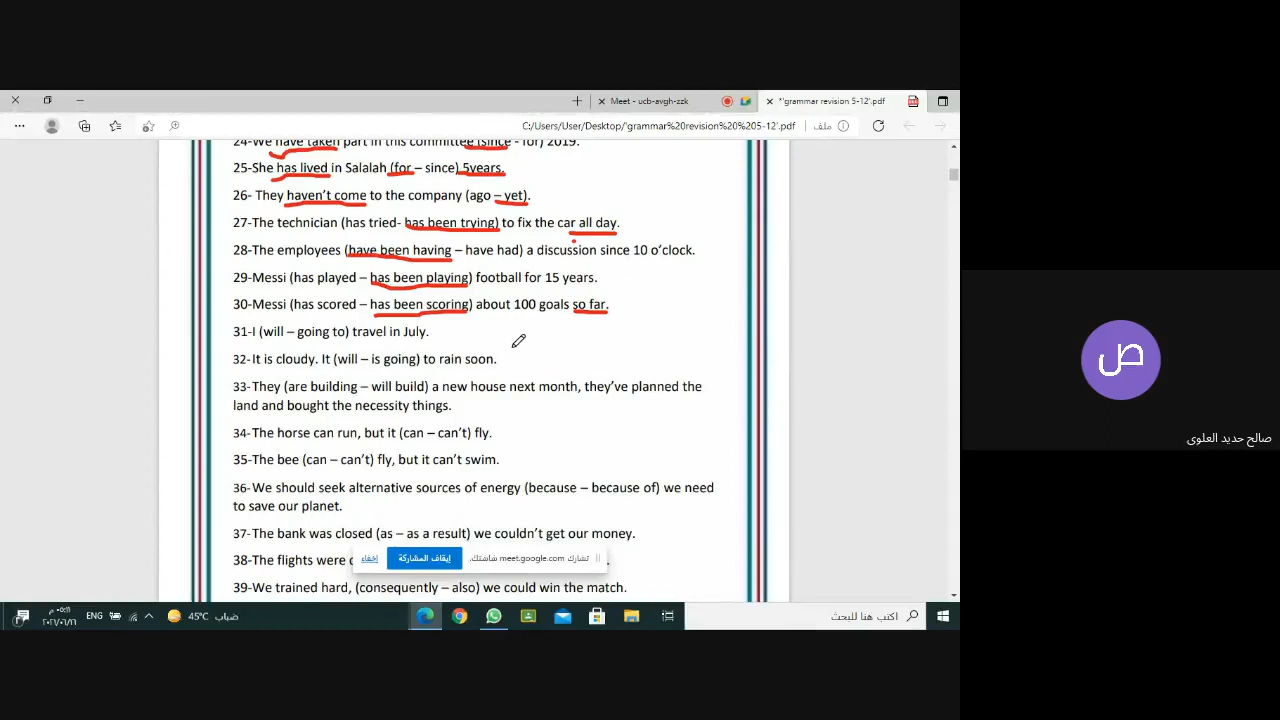 Meet - ucb-avgh-zzk
*'grammar revision 5-12'.pdf
C:/Users/User/Desktop/'grammar%20revision%20%205-12'.pdf
ملف
24-We have taken part in this committee (since - for) 2019.
25-She has lived in Salalah (for – since) 5years.
26- They haven't come to the company (ago – yet).
27-The technician (has tried- has been trying) to fix the car all day.
28-The employees (have been having – have had) a discussion since 10 o'clock.
29-Messi (has played – has been playing) football for 15 years.
30-Messi (has scored – has been scoring) about 100 goals so far.
31-I (will – going to) travel in July.
32-It is cloudy. It (will – is going) to rain soon.
33-They (are building – will build) a new house next month, they've planned the
land and bought the necessity things.
34-The horse can run, but it (can – can't) fly.
35-The bee (can – can't) fly, but it can't swim.
36-We should seek alternative sources of energy (because – because of) we need
to save our planet.
37-The bank was closed (as – as a result) we couldn't get our money.
38-The flights were
تشارك meet.google.com شاشتك.
إيقاف المشاركة
إخفاء
39-We trained hard, (consequently – also) we could win the match.
ص
صالح حديد العلوى
ENG
45°C ضباب
اكتب هنا للبحث